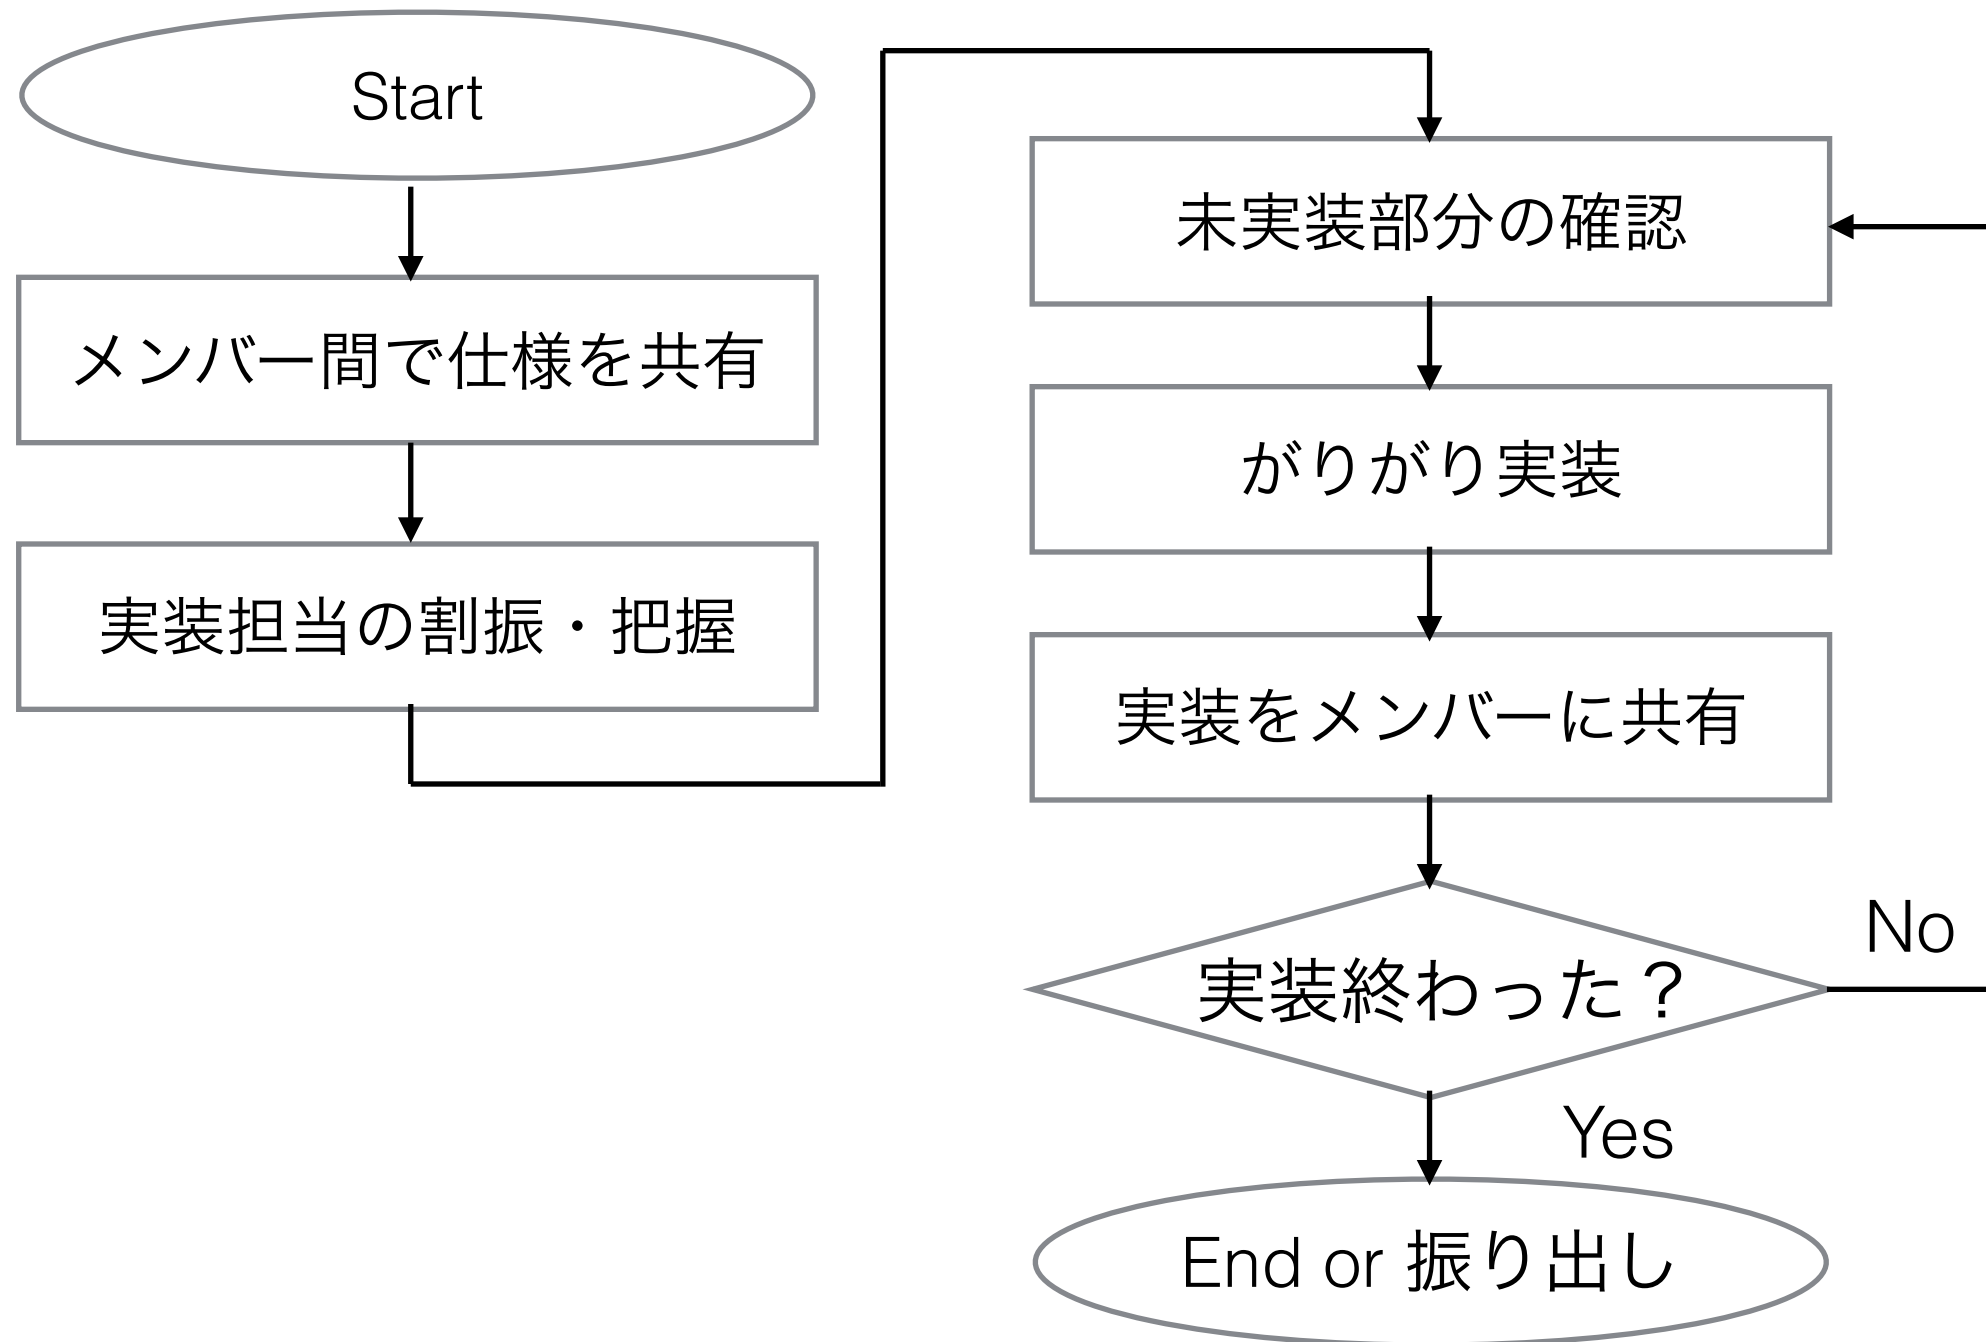 Start
メンバー間で仕様を共有
実装担当の割振・把握
未実装部分の確認
がりがり実装
実装をメンバーに共有
実装終わった？
No
Yes
End or 振り出し